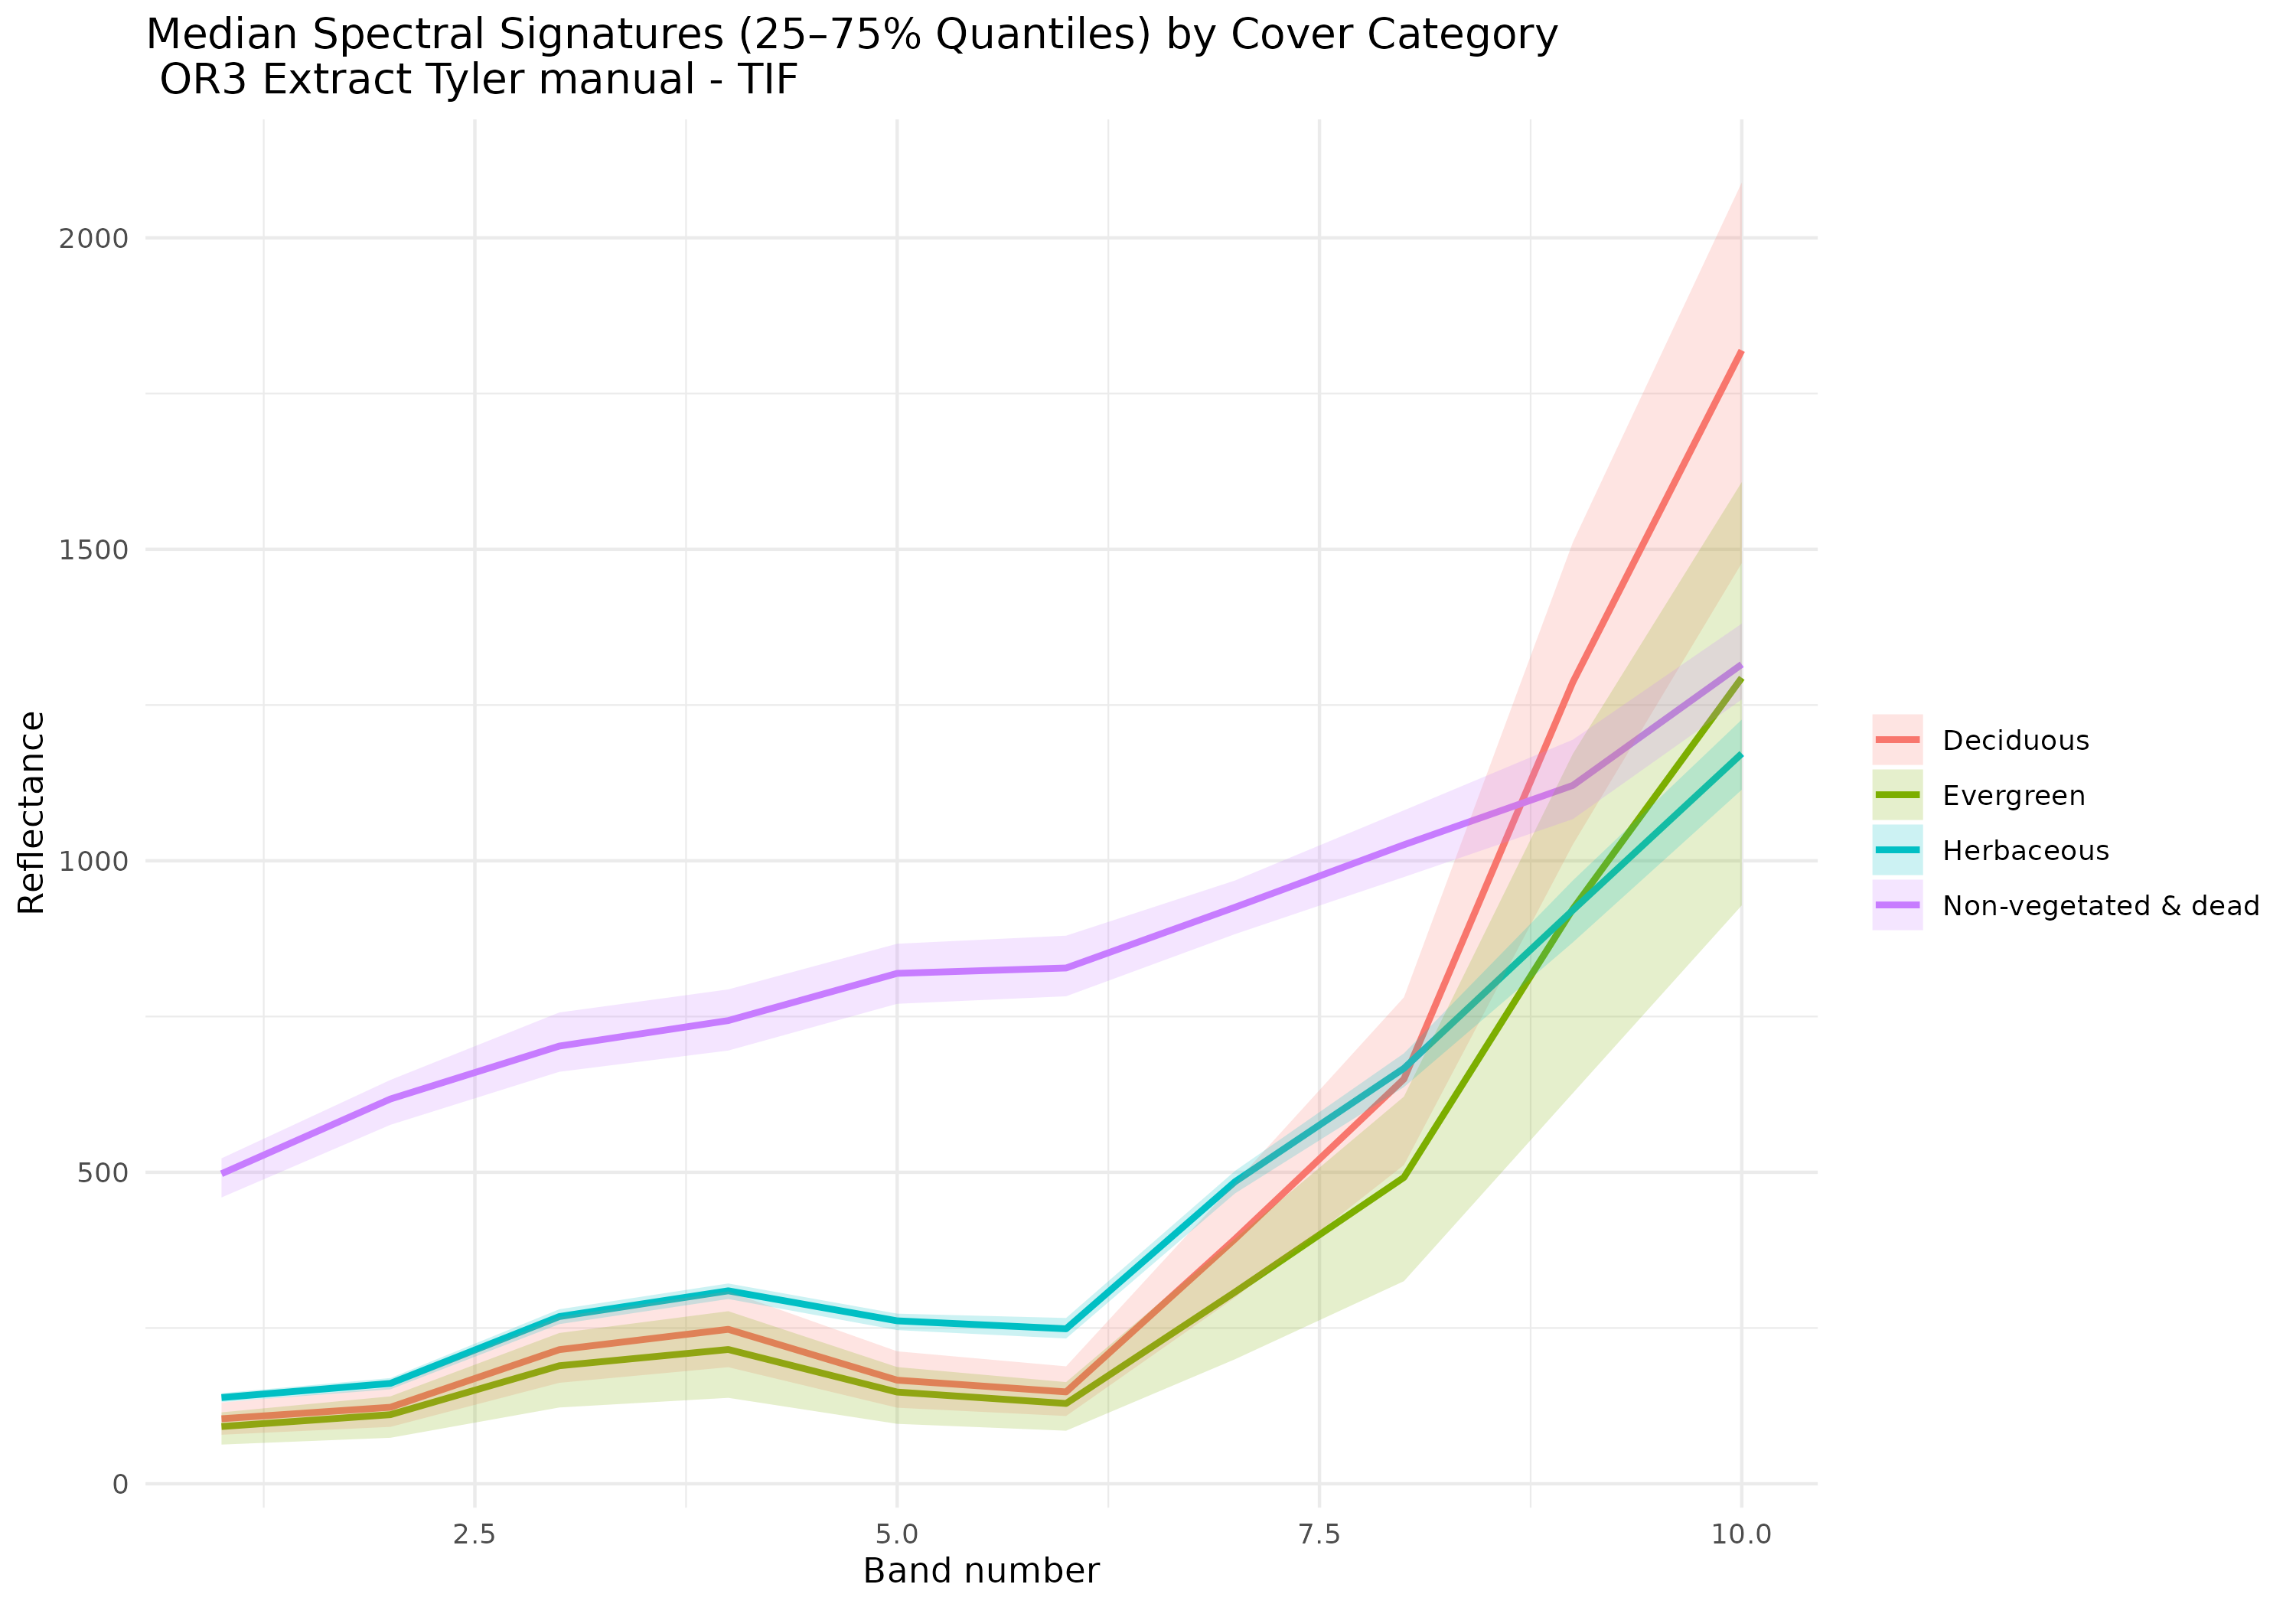 Median Spectral Signatures (25–75% Quantiles) by Cover Category
OR3 Extract Tyler manual - TIF
Reflectance
2000
1500
1000
500
0
2.5
5.0
7.5
10.0
Band number
Deciduous
Evergreen
Herbaceous
Non-vegetated & dead